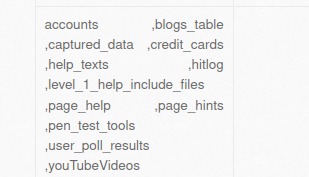 accounts ,blogs_table
,captured_data ,credit_cards
,help_texts ,hitlog
,level_1_help_include_files
,page_help ,page_hints
,pen_test_tools
,user_poll_results
,youTubeVideos